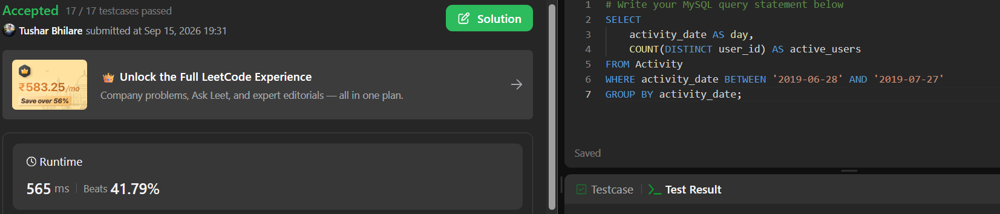 Accepted 17 / 17 testcases passed
Tushar Bhilare submitted at Sep 15, 2026 19:31
Solution
₹583.25/mo
Save over 56%
Unlock the Full LeetCode Experience
Company problems, Ask Leet, and expert editorials — all in one plan.
Runtime
565 ms Beats 41.79%
1 # Write your MySQL query statement below
2 SELECT
3 activity_date AS day,
4 COUNT(DISTINCT user_id) AS active_users
5 FROM Activity
6 WHERE activity_date BETWEEN '2019-06-28' AND '2019-07-27'
7 GROUP BY activity_date;
Saved
Testcase
Test Result